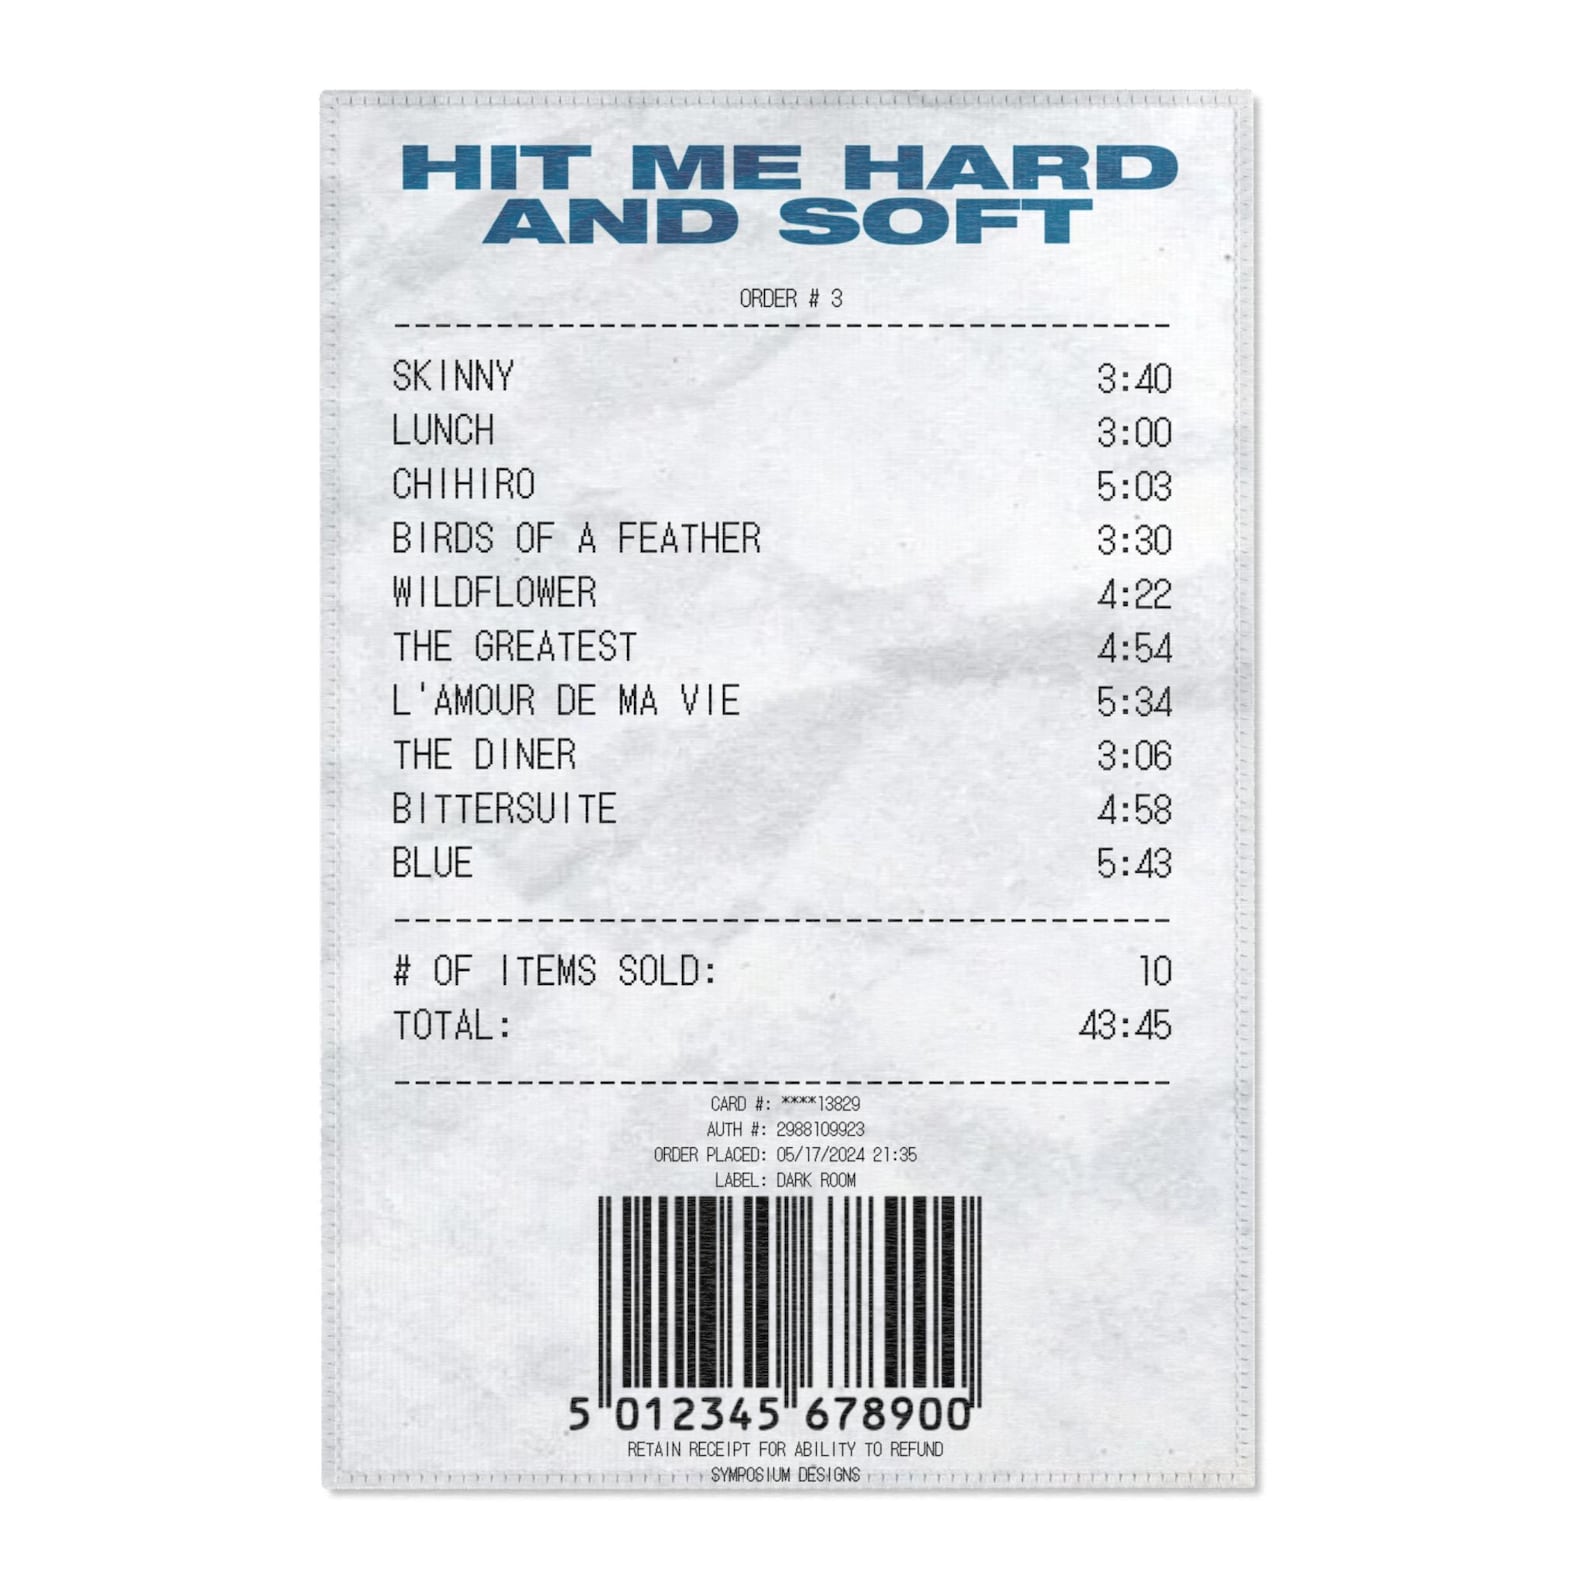 HIT ME HARD
AND SOFT
ORDER # 3
SKINNY 3:40
LUNCH 3:00
CHIHIRO 5:03
BIRDS OF A FEATHER 3:30
WILDFLOWER 4:22
THE GREATEST 4:54
L'AMOUR DE MA VIE 5:34
THE DINER 3:06
BITTERSUITE 4:58
BLUE 5:43
# OF ITEMS SOLD: 10
TOTAL: 43:45
CARD #: ****13829
AUTH #: 2988109923
ORDER PLACED: 05/17/2024 21:35
LABEL: DARK ROOM
5 012345 678900
RETAIN RECEIPT FOR ABILITY TO REFUND
SYMPOSIUM DESIGNS